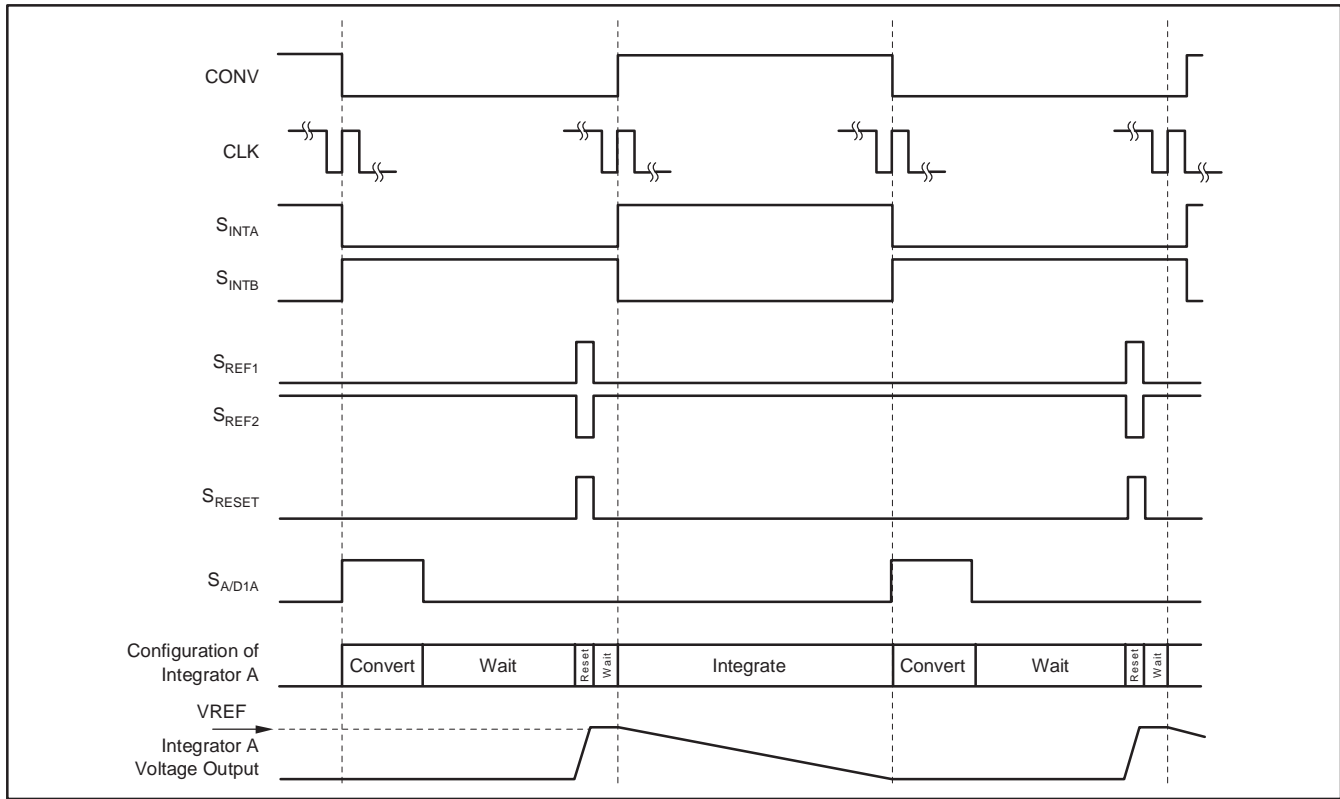 CONV
CLK
SINTA
SINTB
SREF1
SREF2
SRESET
SA/D1A
Configuration of
Integrator A
Convert
Wait
Reset
Wait
Integrate
Convert
Wait
Reset
Wait
VREF
Integrator A
Voltage Output